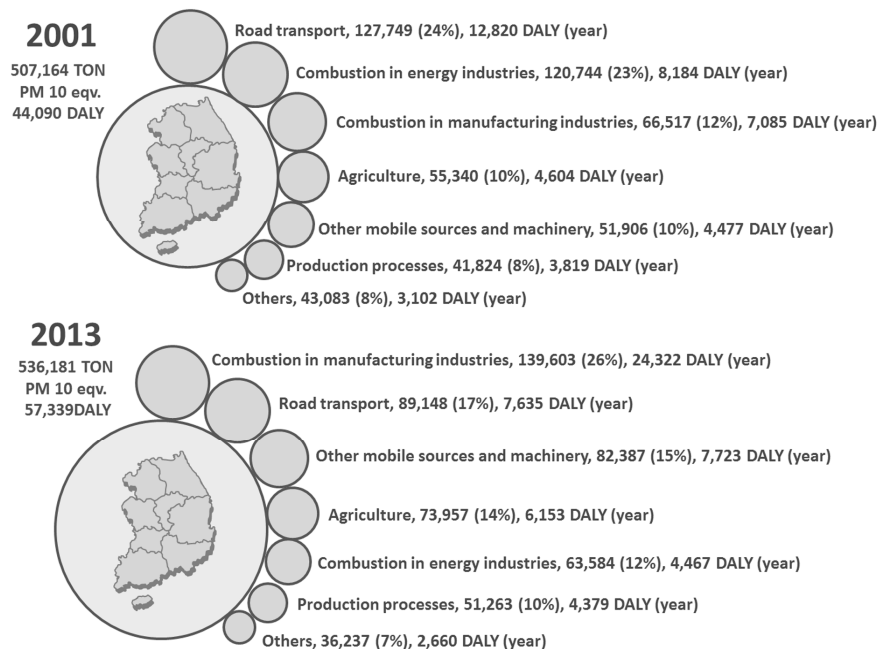 2001
507,164 TON
PM 10 eqv.
44,090 DALY
Road transport, 127,749 (24%), 12,820 DALY (year)
Combustion in energy industries, 120,744 (23%), 8,184 DALY (year)
Combustion in manufacturing industries, 66,517 (12%), 7,085 DALY (year)
Agriculture, 55,340 (10%), 4,604 DALY (year)
Other mobile sources and machinery, 51,906 (10%), 4,477 DALY (year)
Production processes, 41,824 (8%), 3,819 DALY (year)
Others, 43,083 (8%), 3,102 DALY (year)
2013
536,181 TON
PM 10 eqv.
57,339DALY
Combustion in manufacturing industries, 139,603 (26%), 24,322 DALY (year)
Road transport, 89,148 (17%), 7,635 DALY (year)
Other mobile sources and machinery, 82,387 (15%), 7,723 DALY (year)
Agriculture, 73,957 (14%), 6,153 DALY (year)
Combustion in energy industries, 63,584 (12%), 4,467 DALY (year)
Production processes, 51,263 (10%), 4,379 DALY (year)
Others, 36,237 (7%), 2,660 DALY (year)